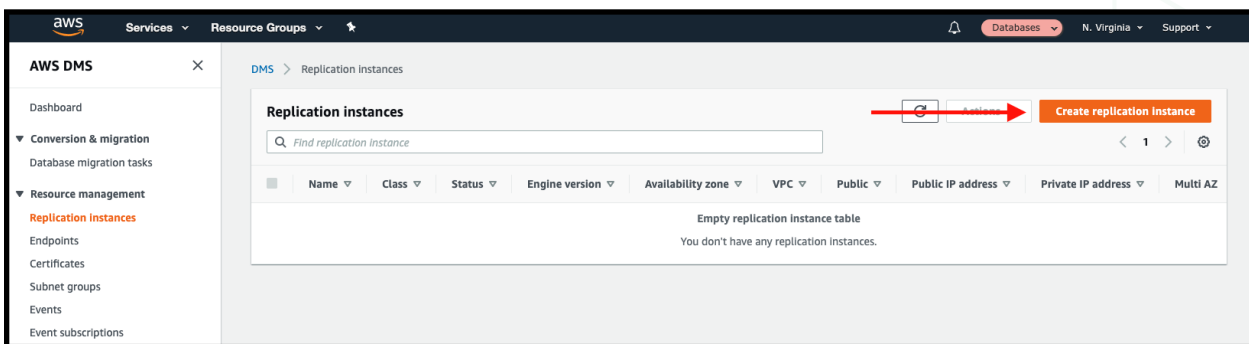 aws Services Resource Groups Databases N. Virginia Support
AWS DMS
DMS > Replication instances
Dashboard
Conversion & migration
Database migration tasks
Resource management
Replication instances
Endpoints
Certificates
Subnet groups
Events
Event subscriptions
Replication instances
Actions
Create replication instance
Find replication instance
< 1 >
Name Class Status Engine version Availability zone VPC Public Public IP address Private IP address Multi AZ
Empty replication instance table
You don't have any replication instances.